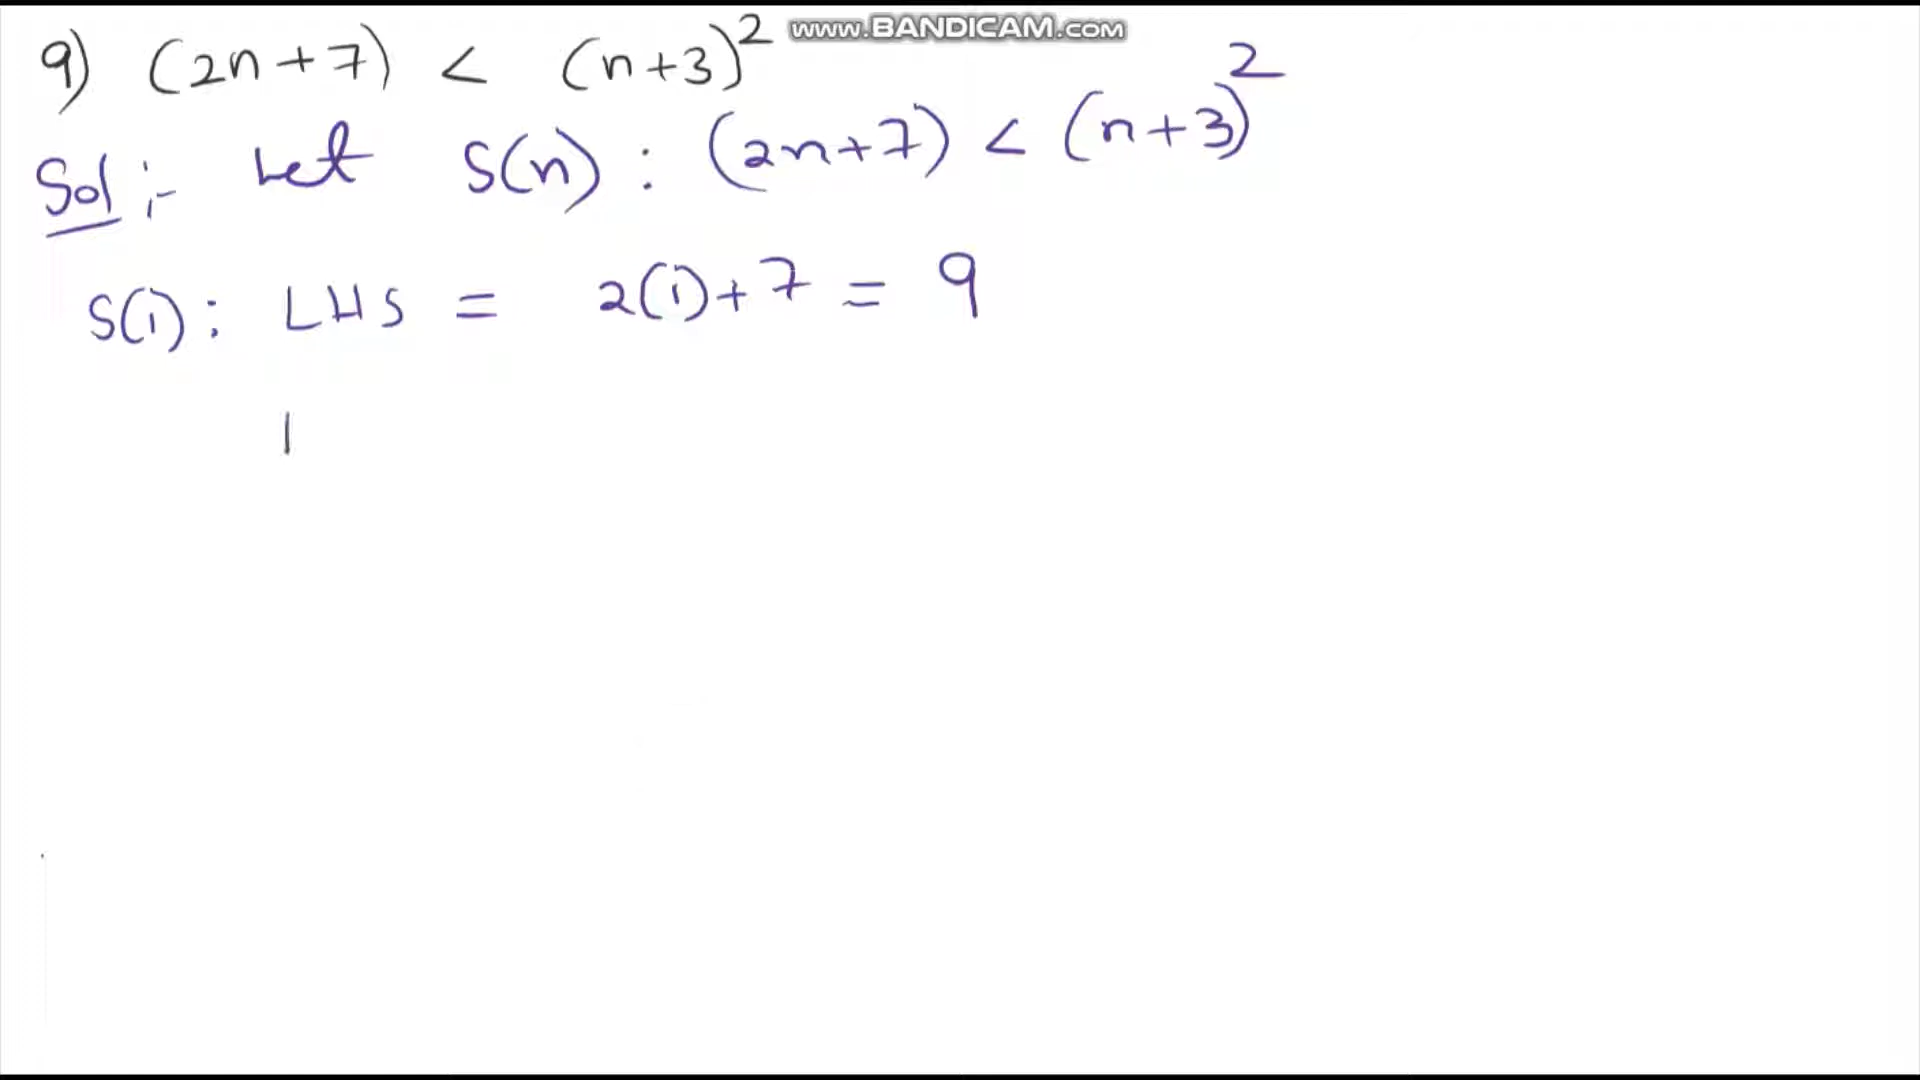 www.BANDICAM.com
9) (2n+7) < (n+3)²
Sol :- Let S(n) : (2n+7) < (n+3)²
S(1) : LHS = 2(1)+7 = 9